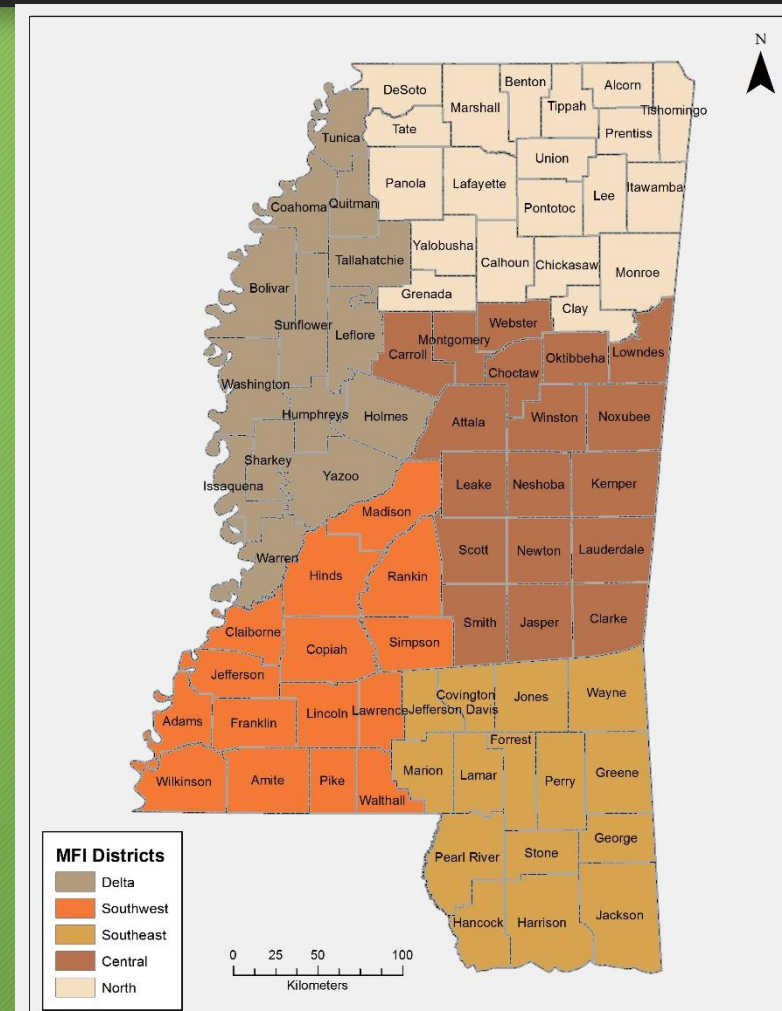 N
DeSoto
Marshall
Benton
Tippah
Alcorn
Tishomingo
Tate
Prentiss
Tunica
Union
Panola
Lafayette
Lee
Itawamba
Coahoma
Quitman
Pontotoc
Yalobusha
Tallahatchie
Calhoun
Chickasaw
Monroe
Bolivar
Grenada
Clay
Sunflower
Leflore
Webster
Montgomery
Carroll
Oktibbeha
Lowndes
Choctaw
Washington
Humphreys
Holmes
Attala
Winston
Noxubee
Sharkey
Issaquena
Yazoo
Leake
Neshoba
Kemper
Madison
Warren
Hinds
Rankin
Scott
Newton
Lauderdale
Claiborne
Copiah
Simpson
Smith
Jasper
Clarke
Jefferson
Covington
Jones
Wayne
Adams
Franklin
Lincoln
Lawrence
Jefferson Davis
Forrest
Wilkinson
Amite
Pike
Walthall
Marion
Lamar
Perry
Greene
George
Pearl River
Stone
Hancock
Harrison
Jackson
MFI Districts
Delta
Southwest
Southeast
Central
North
0 25 50 100
Kilometers